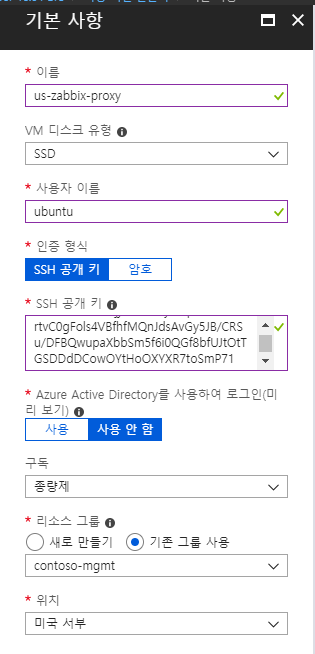 기본 사항
* 이름
us-zabbix-proxy
VM 디스크 유형
SSD
* 사용자 이름
ubuntu
* 인증 형식
SSH 공개 키 암호
* SSH 공개 키
rtvC0gFols4VBfhfMQnJdsAvGy5JB/CRS
u/DFBQwupaXbbSm5f6i0QGf8bfUJtOtT
GSDDdDCowOYtHoOXYXR7toSmP71
* Azure Active Directory를 사용하여 로그인(미
리 보기)
사용 사용 안 함
구독
종량제
* 리소스 그룹
새로 만들기 기존 그룹 사용
contoso-mgmt
* 위치
미국 서부